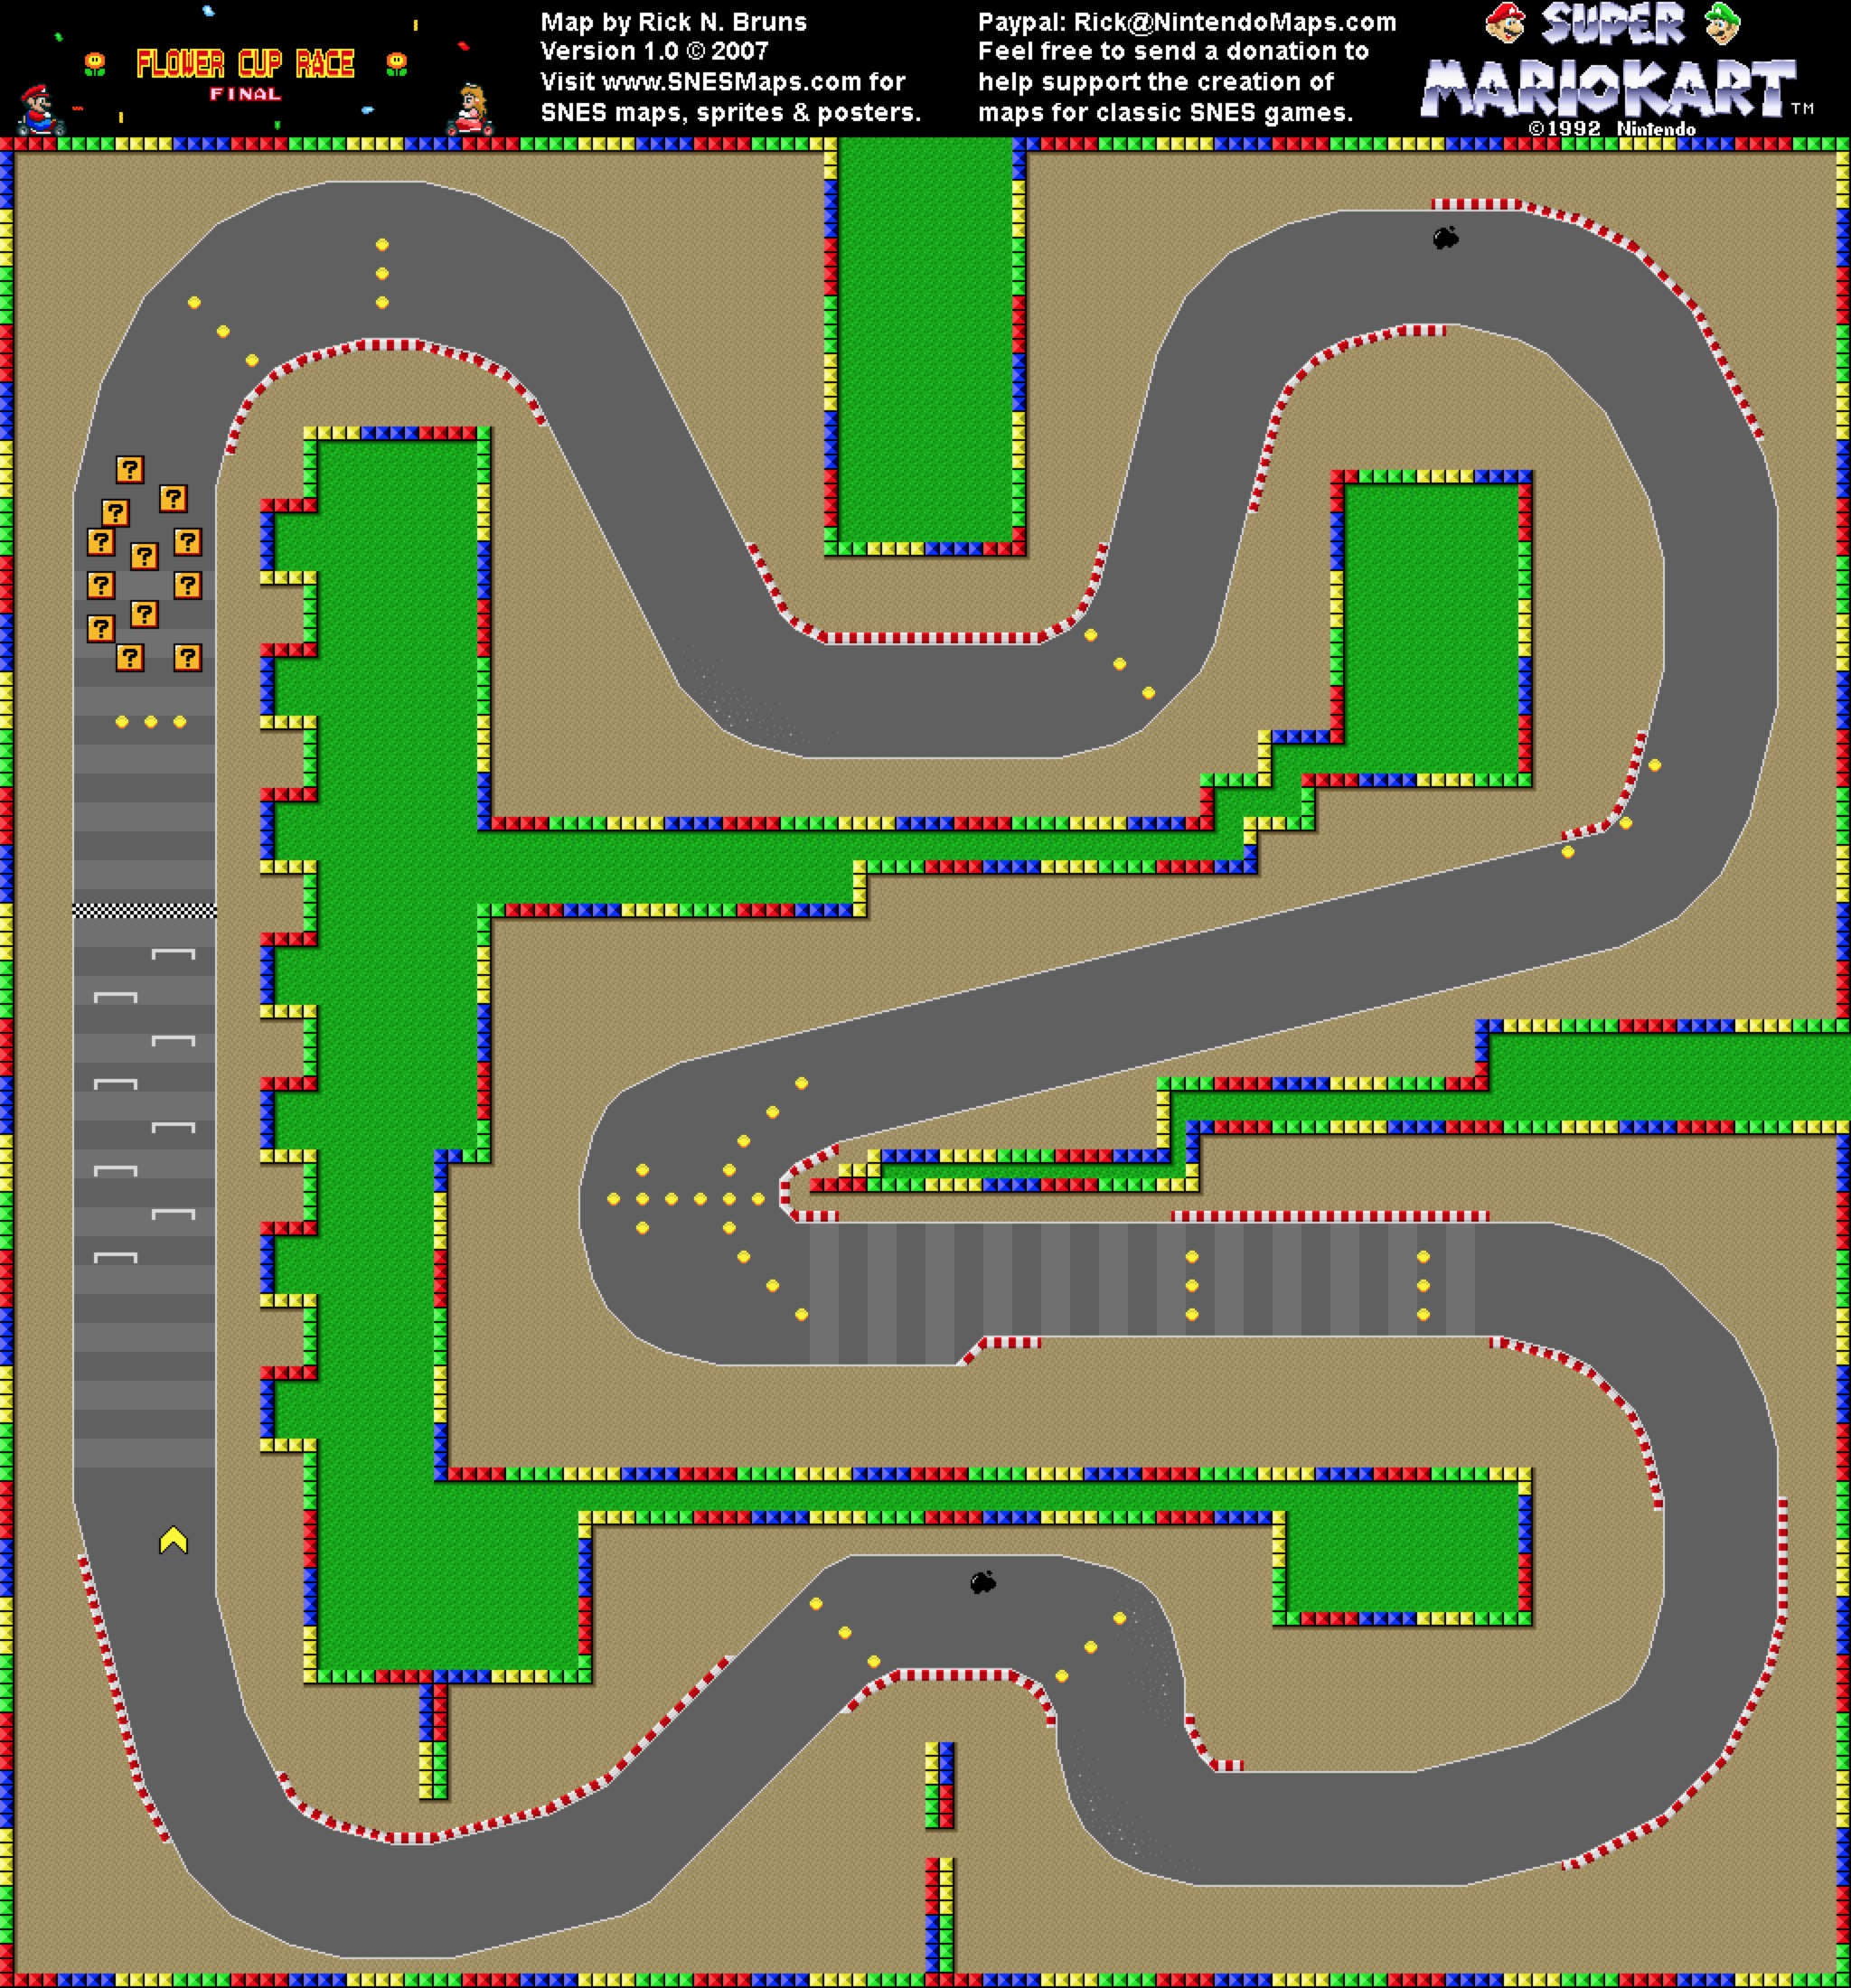 FLOWER CUP RACE
FINAL
Map by Rick N. Bruns
Version 1.0 © 2007
Visit www.SNESMaps.com for
SNES maps, sprites & posters.
Paypal: Rick@NintendoMaps.com
Feel free to send a donation to
help support the creation of
maps for classic SNES games.
SUPER
MARIOKART TM
©1992 Nintendo
?
?
?
?
?
?
?
?
?
?
?
?